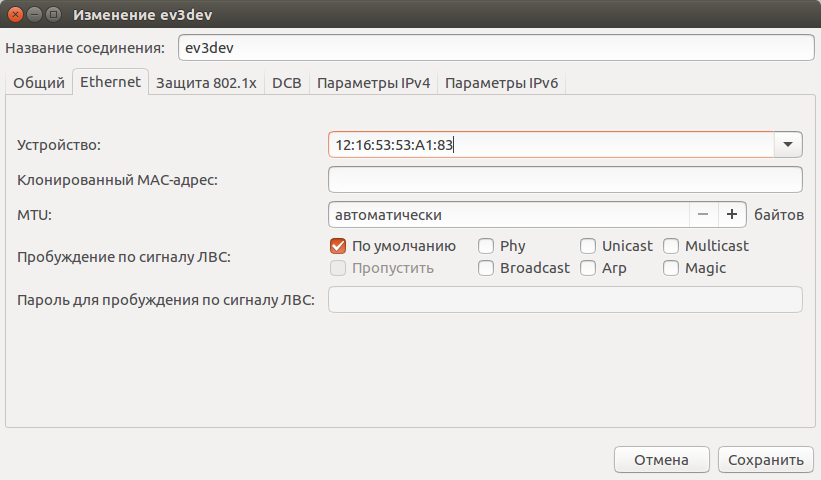 Изменение ev3dev
Название соединения: ev3dev
Общий Ethernet Защита 802.1x DCB Параметры IPv4 Параметры IPv6
Устройство: 12:16:53:53:A1:83
Клонированный MAC-адрес:
MTU: автоматически − + байтов
Пробуждение по сигналу ЛВС:
По умолчанию Phy Unicast Multicast
Пропустить Broadcast Arp Magic
Пароль для пробуждения по сигналу ЛВС:
Отмена Сохранить